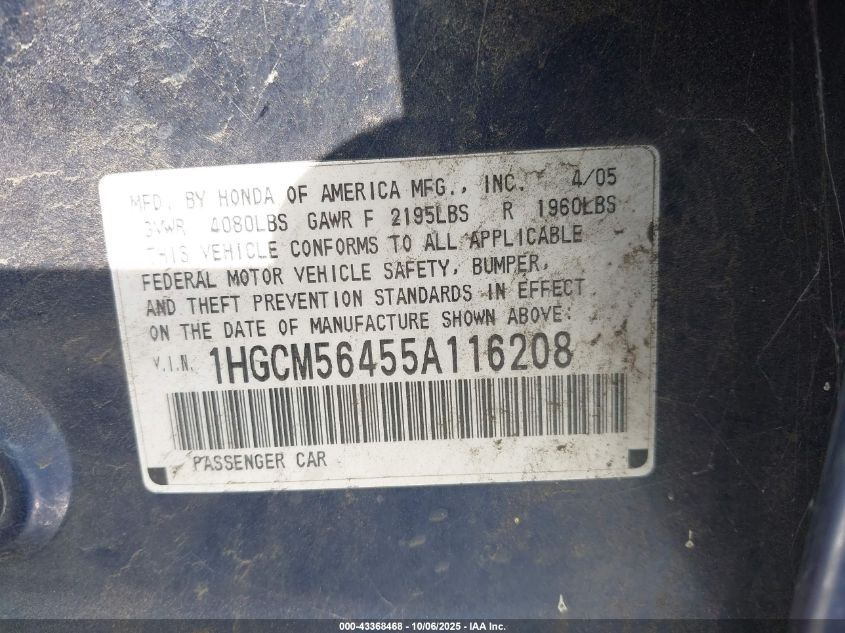 MFD. BY HONDA OF AMERICA MFG., INC. 4/05
GVWR 4080LBS GAWR F 2195LBS R 1960LBS
THIS VEHICLE CONFORMS TO ALL APPLICABLE
FEDERAL MOTOR VEHICLE SAFETY, BUMPER,
AND THEFT PREVENTION STANDARDS IN EFFECT
ON THE DATE OF MANUFACTURE SHOWN ABOVE.
V.I.N. 1HGCM56455A116208
PASSENGER CAR
000-43368468 - 10/06/2025 - IAA Inc.